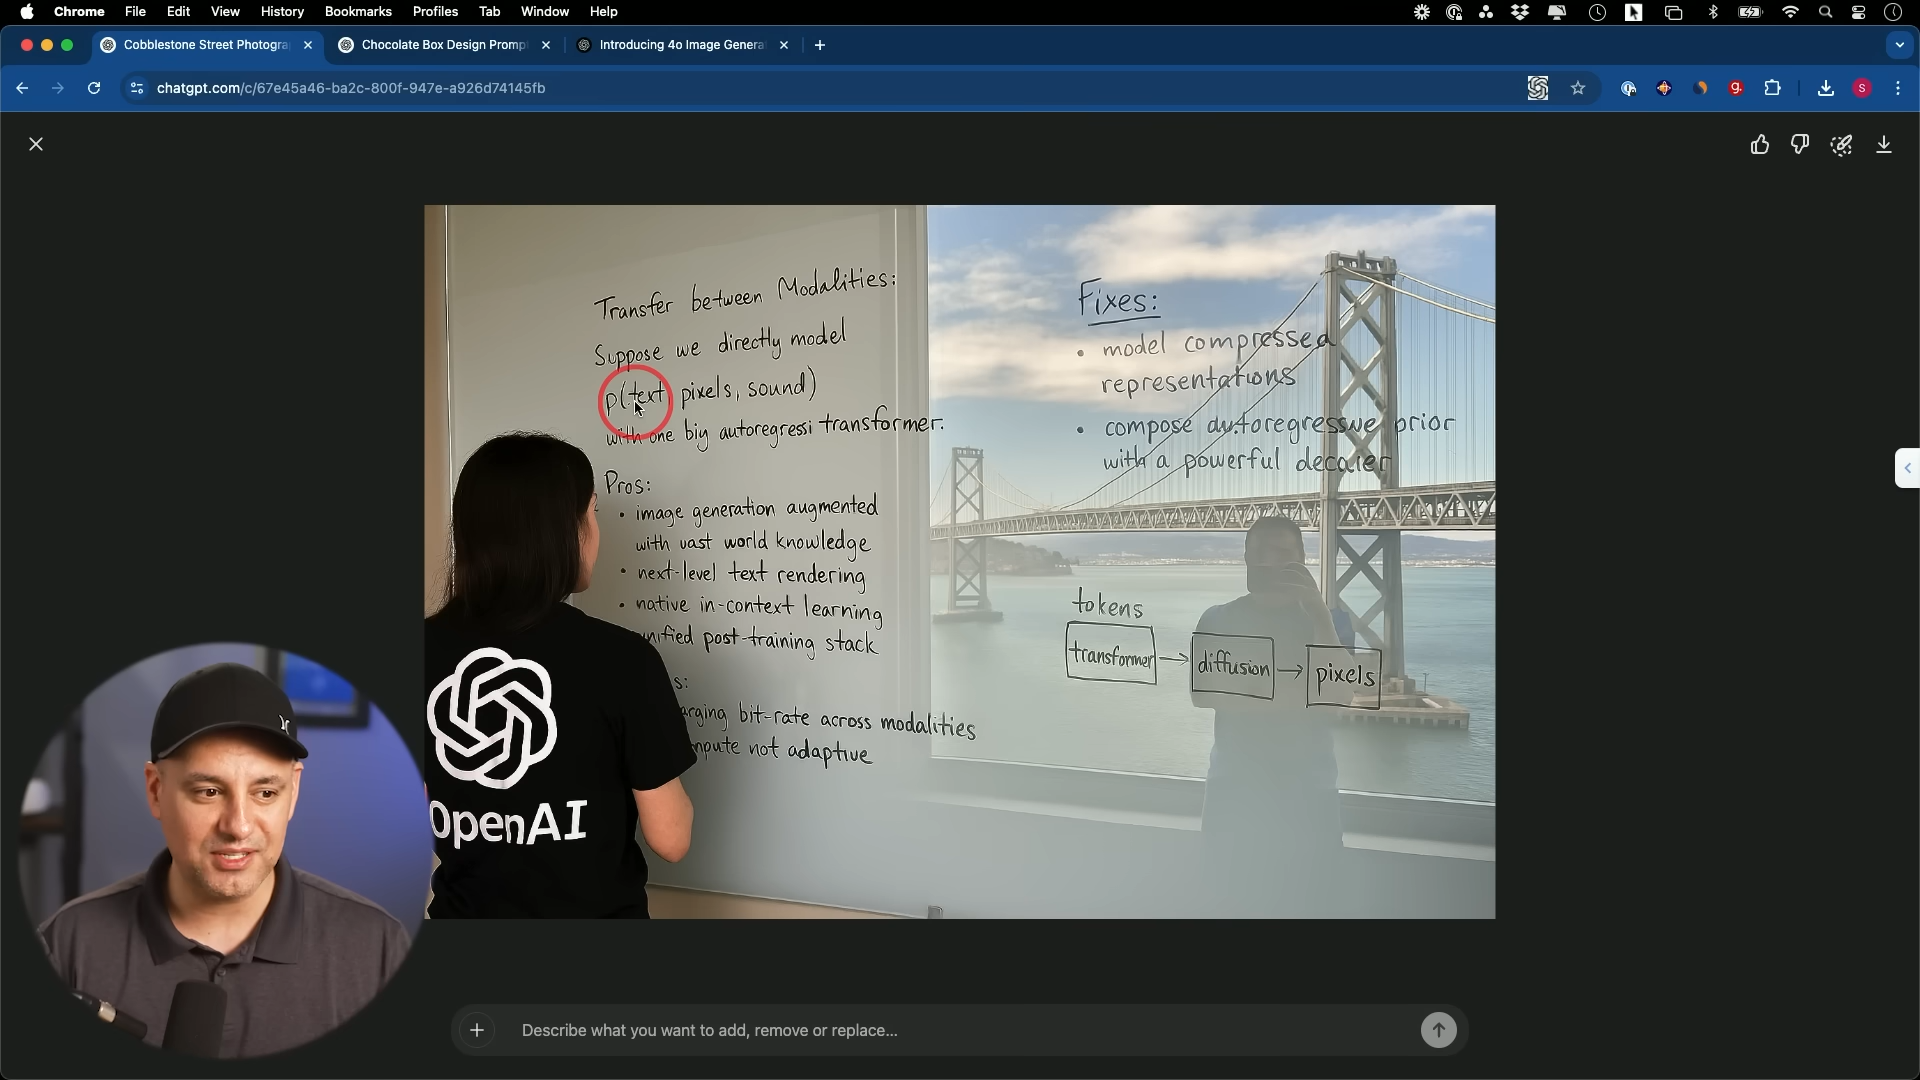 Chrome File Edit View History Bookmarks Profiles Tab Window Help
Cobblestone Street Photogra
Chocolate Box Design Promp
Introducing 4o Image Genera
chatgpt.com/c/67e45a46-ba2c-800f-947e-a926d74145fb
g.
S
Transfer between Modalities:
Suppose we directly model
p(text pixels, sound)
with one big autoregressi transformer.
Pros:
• image generation augmented
with vast world knowledge
• next-level text rendering
• native in-context learning
nified post-training stack
s:
arging bit-rate across modalities
mpute not adaptive
Fixes:
• model compressed
representations
• compose autoregressive prior
with a powerful
tokens
transformer → diffusion → pixels
OpenAI
Describe what you want to add, remove or replace...